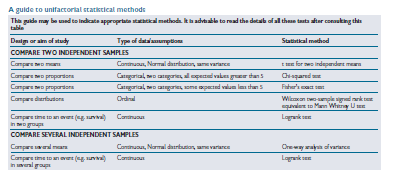 A guide to unifactorial statistical methods
This guide may be used to indicate appropriate statistical methods. It is advisable to read the details of all these tests after consulting this
table
Design or aim of study Type of data/assumptions Statistical method
COMPARE TWO INDEPENDENT SAMPLES
Compare two means Continuous, Normal distribution, same variance t test for two independent means
Compare two proportions Categorical, two categories, all expected values greater than 5 Chi-squared test
Compare two proportions Categorical, two categories, some expected values less than 5 Fisher's exact test
Compare distributions Ordinal Wilcoxon two-sample signed rank test
equivalent to Mann Whitney U test
Compare time to an event (e.g. survival) Continuous Logrank test
in two groups
COMPARE SEVERAL INDEPENDENT SAMPLES
Compare several means Continuous, Normal distribution, same variance One-way analysis of variance
Compare time to an event (e.g. survival) Continuous Logrank test
in several groups